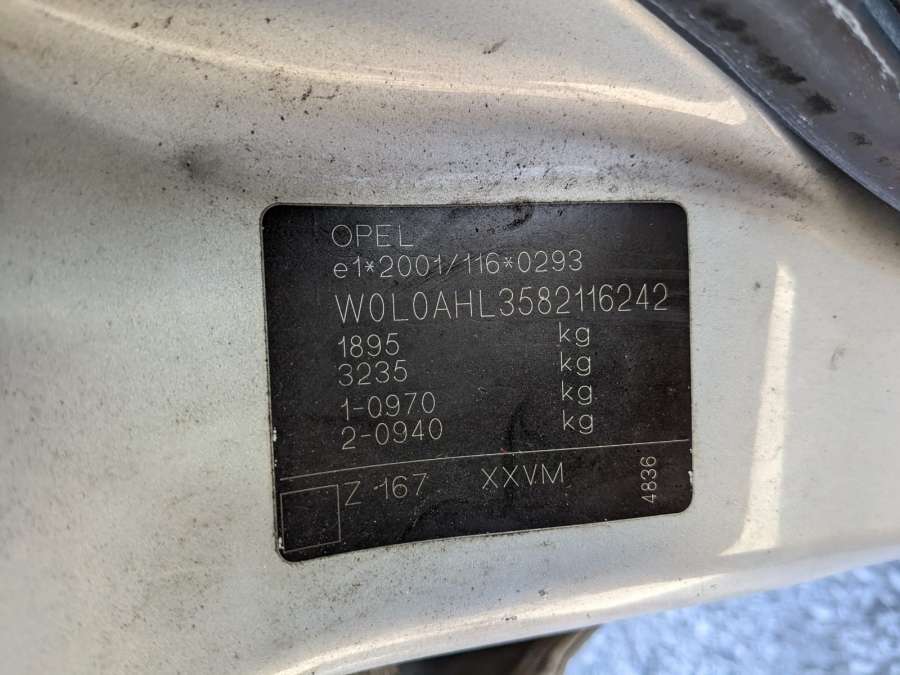 OPEL
e1*2001/116*0293
W0L0AHL3582116242
1895 kg
3235 kg
1-0970 kg
2-0940 kg
Z 167 XXVM
4836